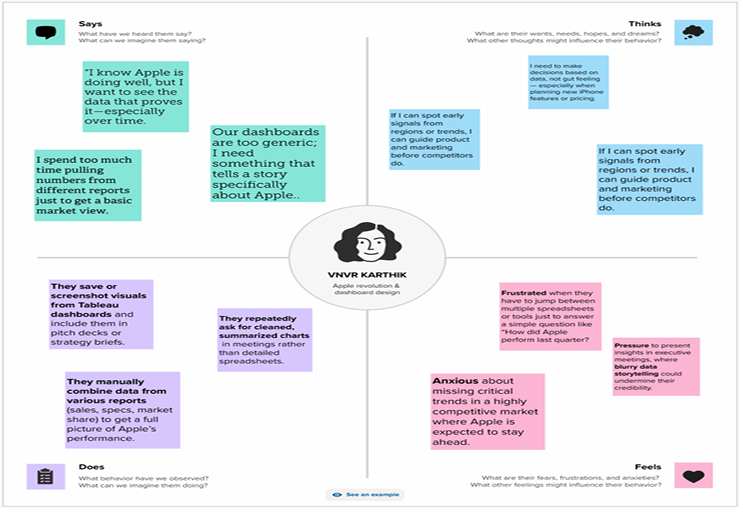 Says
What have we heard them say?
What can we imagine them saying?
Thinks
What are their wants, needs, hopes, and dreams?
What other thoughts might influence their behavior?
"I know Apple is
doing well, but I
want to see the
data that proves
it—especially
over time.
Our dashboards
are too generic;
I need
something that
tells a story
specifically
about Apple..
I spend too much
time pulling
numbers from
different reports
just to get a basic
market view.
I need to make
decisions based on
data, not gut feeling
— especially when
planning new iPhone
features or pricing.
If I can spot early
signals from
regions or trends, I
can guide product
and marketing
before competitors
do.
If I can spot early
signals from
regions or trends, I
can guide product
and marketing
before competitors
do.
VNVR KARTHIK
Apple revolution &
dashboard design
They save or
screenshot visuals
from Tableau
dashboards and
include them in
pitch decks or
strategy briefs.
They repeatedly
ask for cleaned,
summarized charts
in meetings rather
than detailed
spreadsheets.
They manually
combine data from
various reports
(sales, specs, market
share) to get a full
picture of Apple's
performance.
Frustrated when they
have to jump between
multiple spreadsheets
or tools just to answer
a simple question like
"How did Apple
perform last quarter?
Pressure to present
insights in executive
meetings, where
blurry data
storytelling could
undermine their
credibility.
Anxious about
missing critical
trends in a highly
competitive market
where Apple is
expected to stay
ahead.
Does
What behavior have we observed?
What can we imagine them doing?
Feels
What are their fears, frustrations, and anxieties?
What other feelings might influence their behavior?
See an example